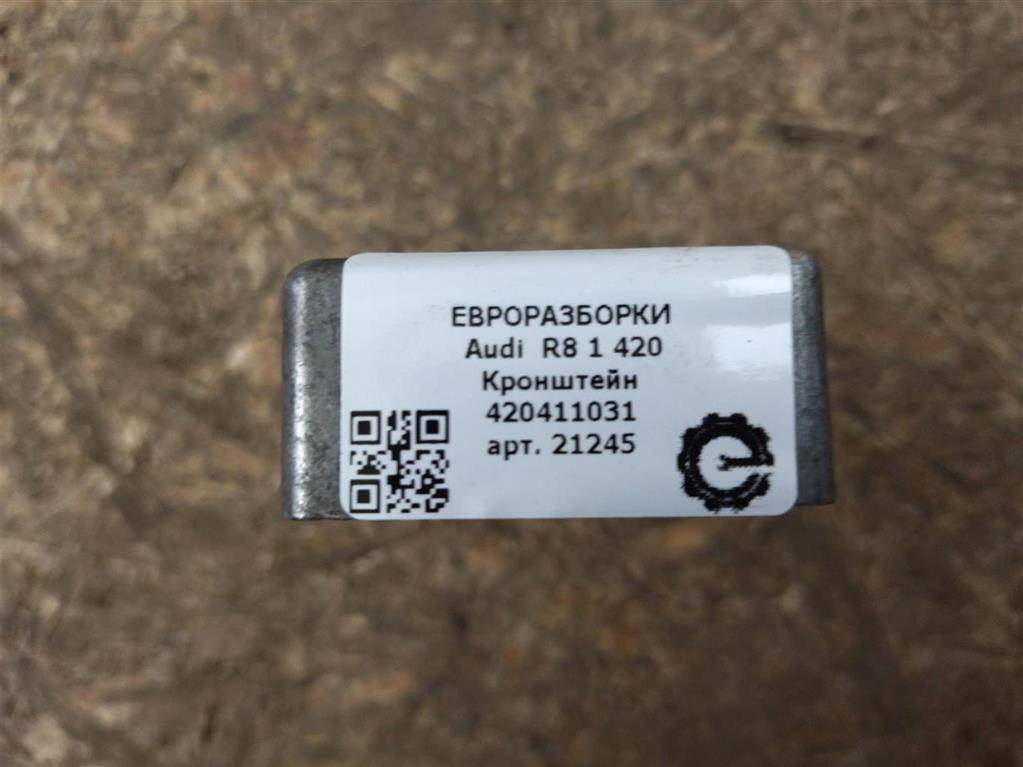 ЕВРОРАЗБОРКИ
Audi R8 1 420
Кронштейн
420411031
арт. 21245